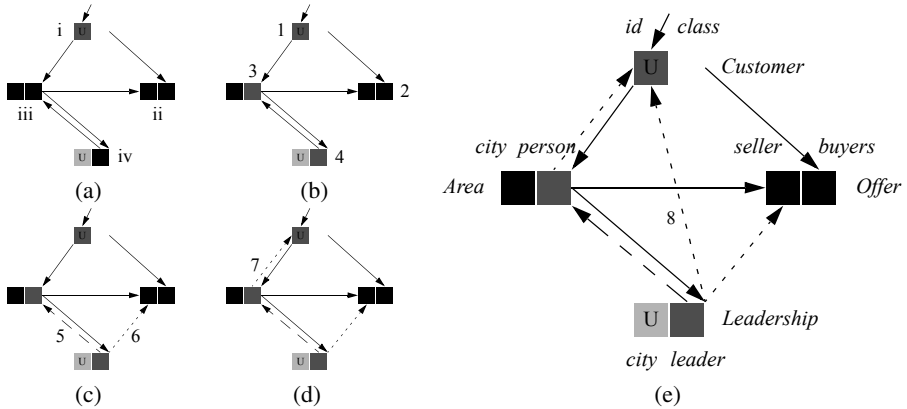 i
U
iii
ii
U
iv
(a)
1
U
3
2
U
4
(b)
U
5
6
U
(c)
U
7
U
(d)
id class
U
Customer
city person
seller buyers
Area
Offer
8
U
Leadership
city leader
(e)